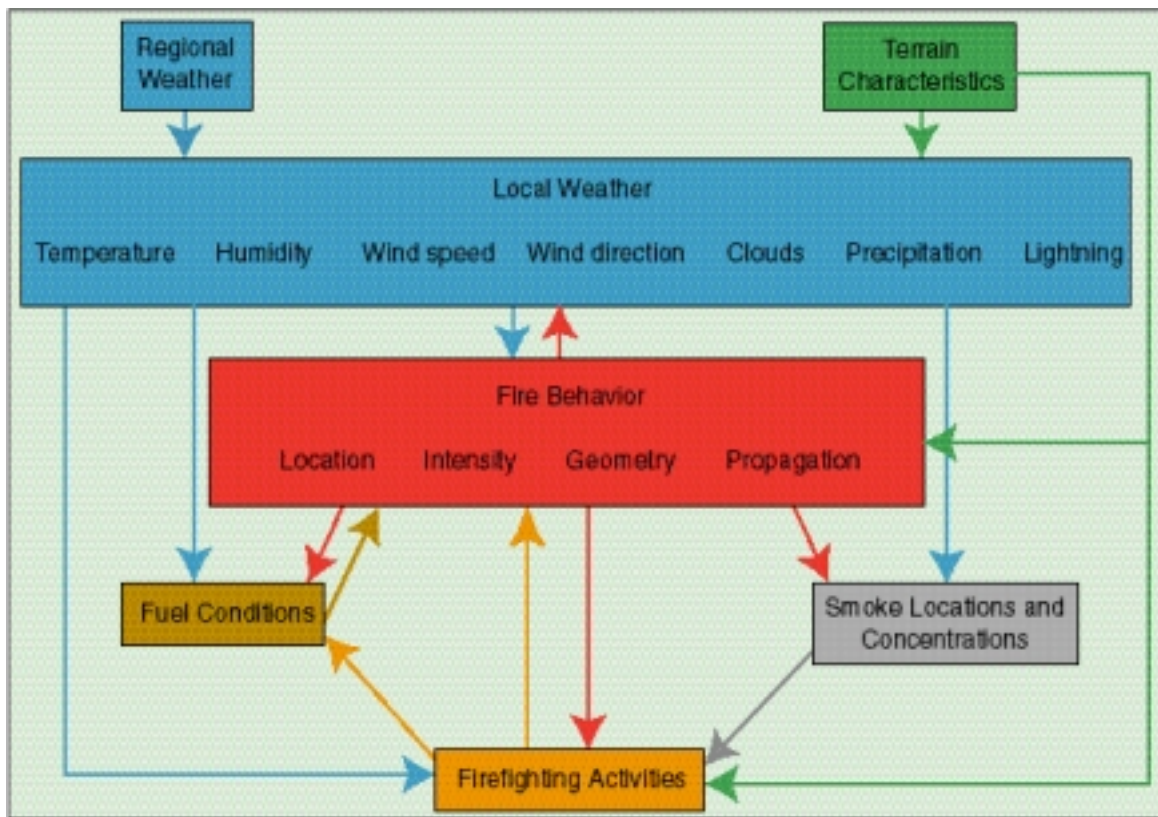 Regional
Weather
Terrain
Characteristics
Local Weather
Temperature Humidity Wind speed Wind direction Clouds Precipitation Lightning
Fire Behavior
Location Intensity Geometry Propagation
Fuel Conditions
Smoke Locations and
Concentrations
Firefighting Activities